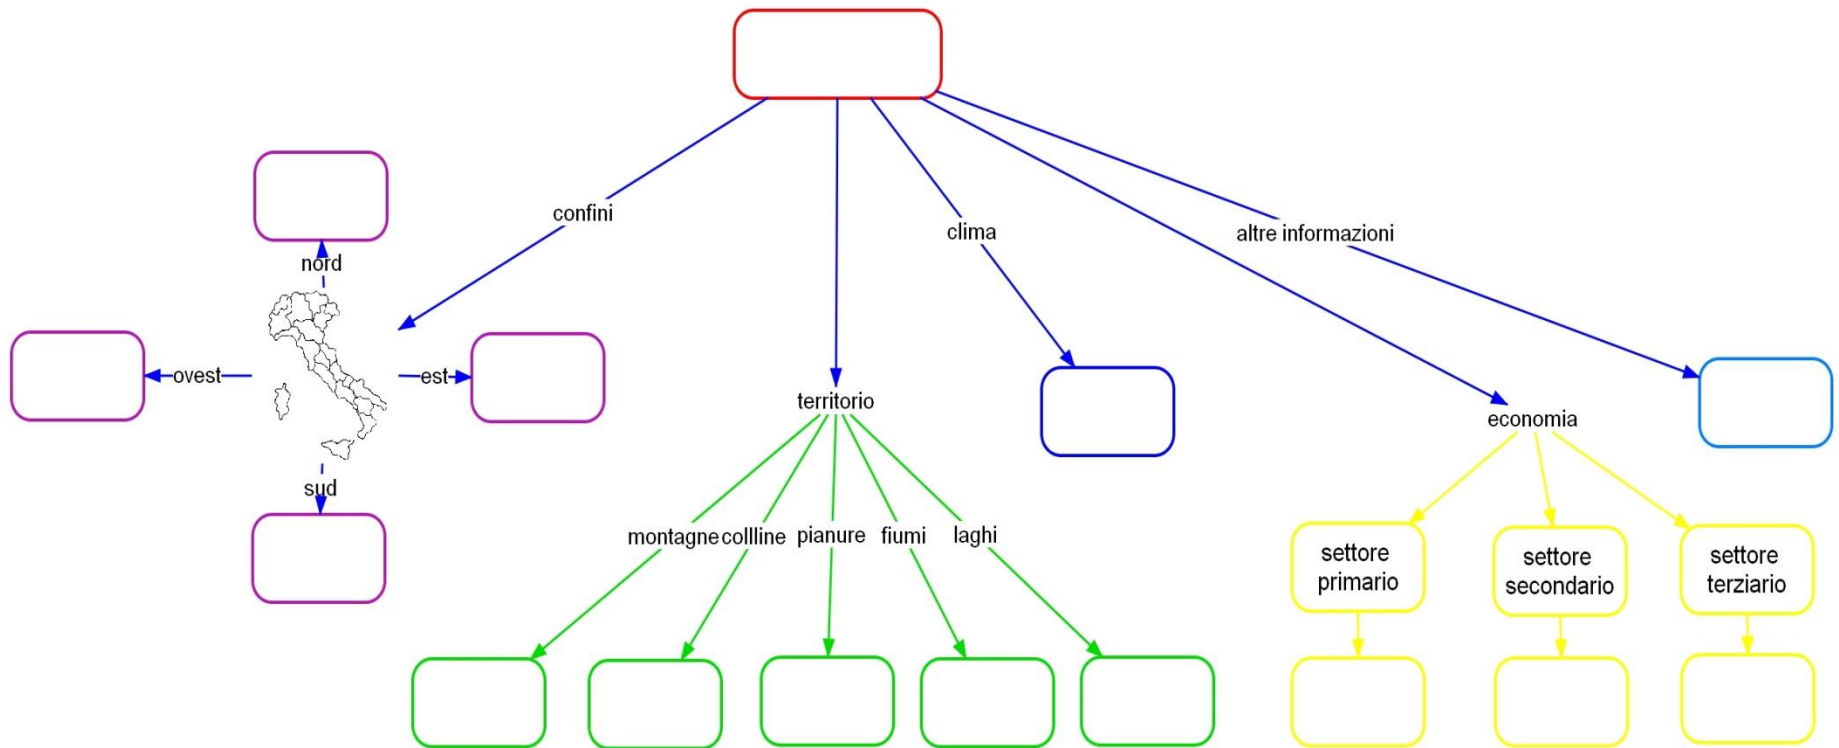 confini
nord
ovest
est
sud
territorio
montagne
collline
pianure
fiumi
laghi
clima
altre informazioni
economia
settore
primario
settore
secondario
settore
terziario